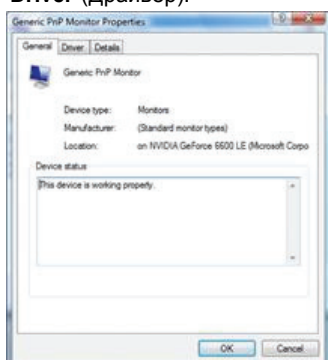 Driver (Драйвер).
Generic PnP Monitor Properties
General Driver Details
Generic PnP Monitor
Device type: Monitors
Manufacturer: (Standard monitor types)
Location: on NVIDIA GeForce 6600 LE (Microsoft Corpo
Device status
This device is working properly.
OK Cancel